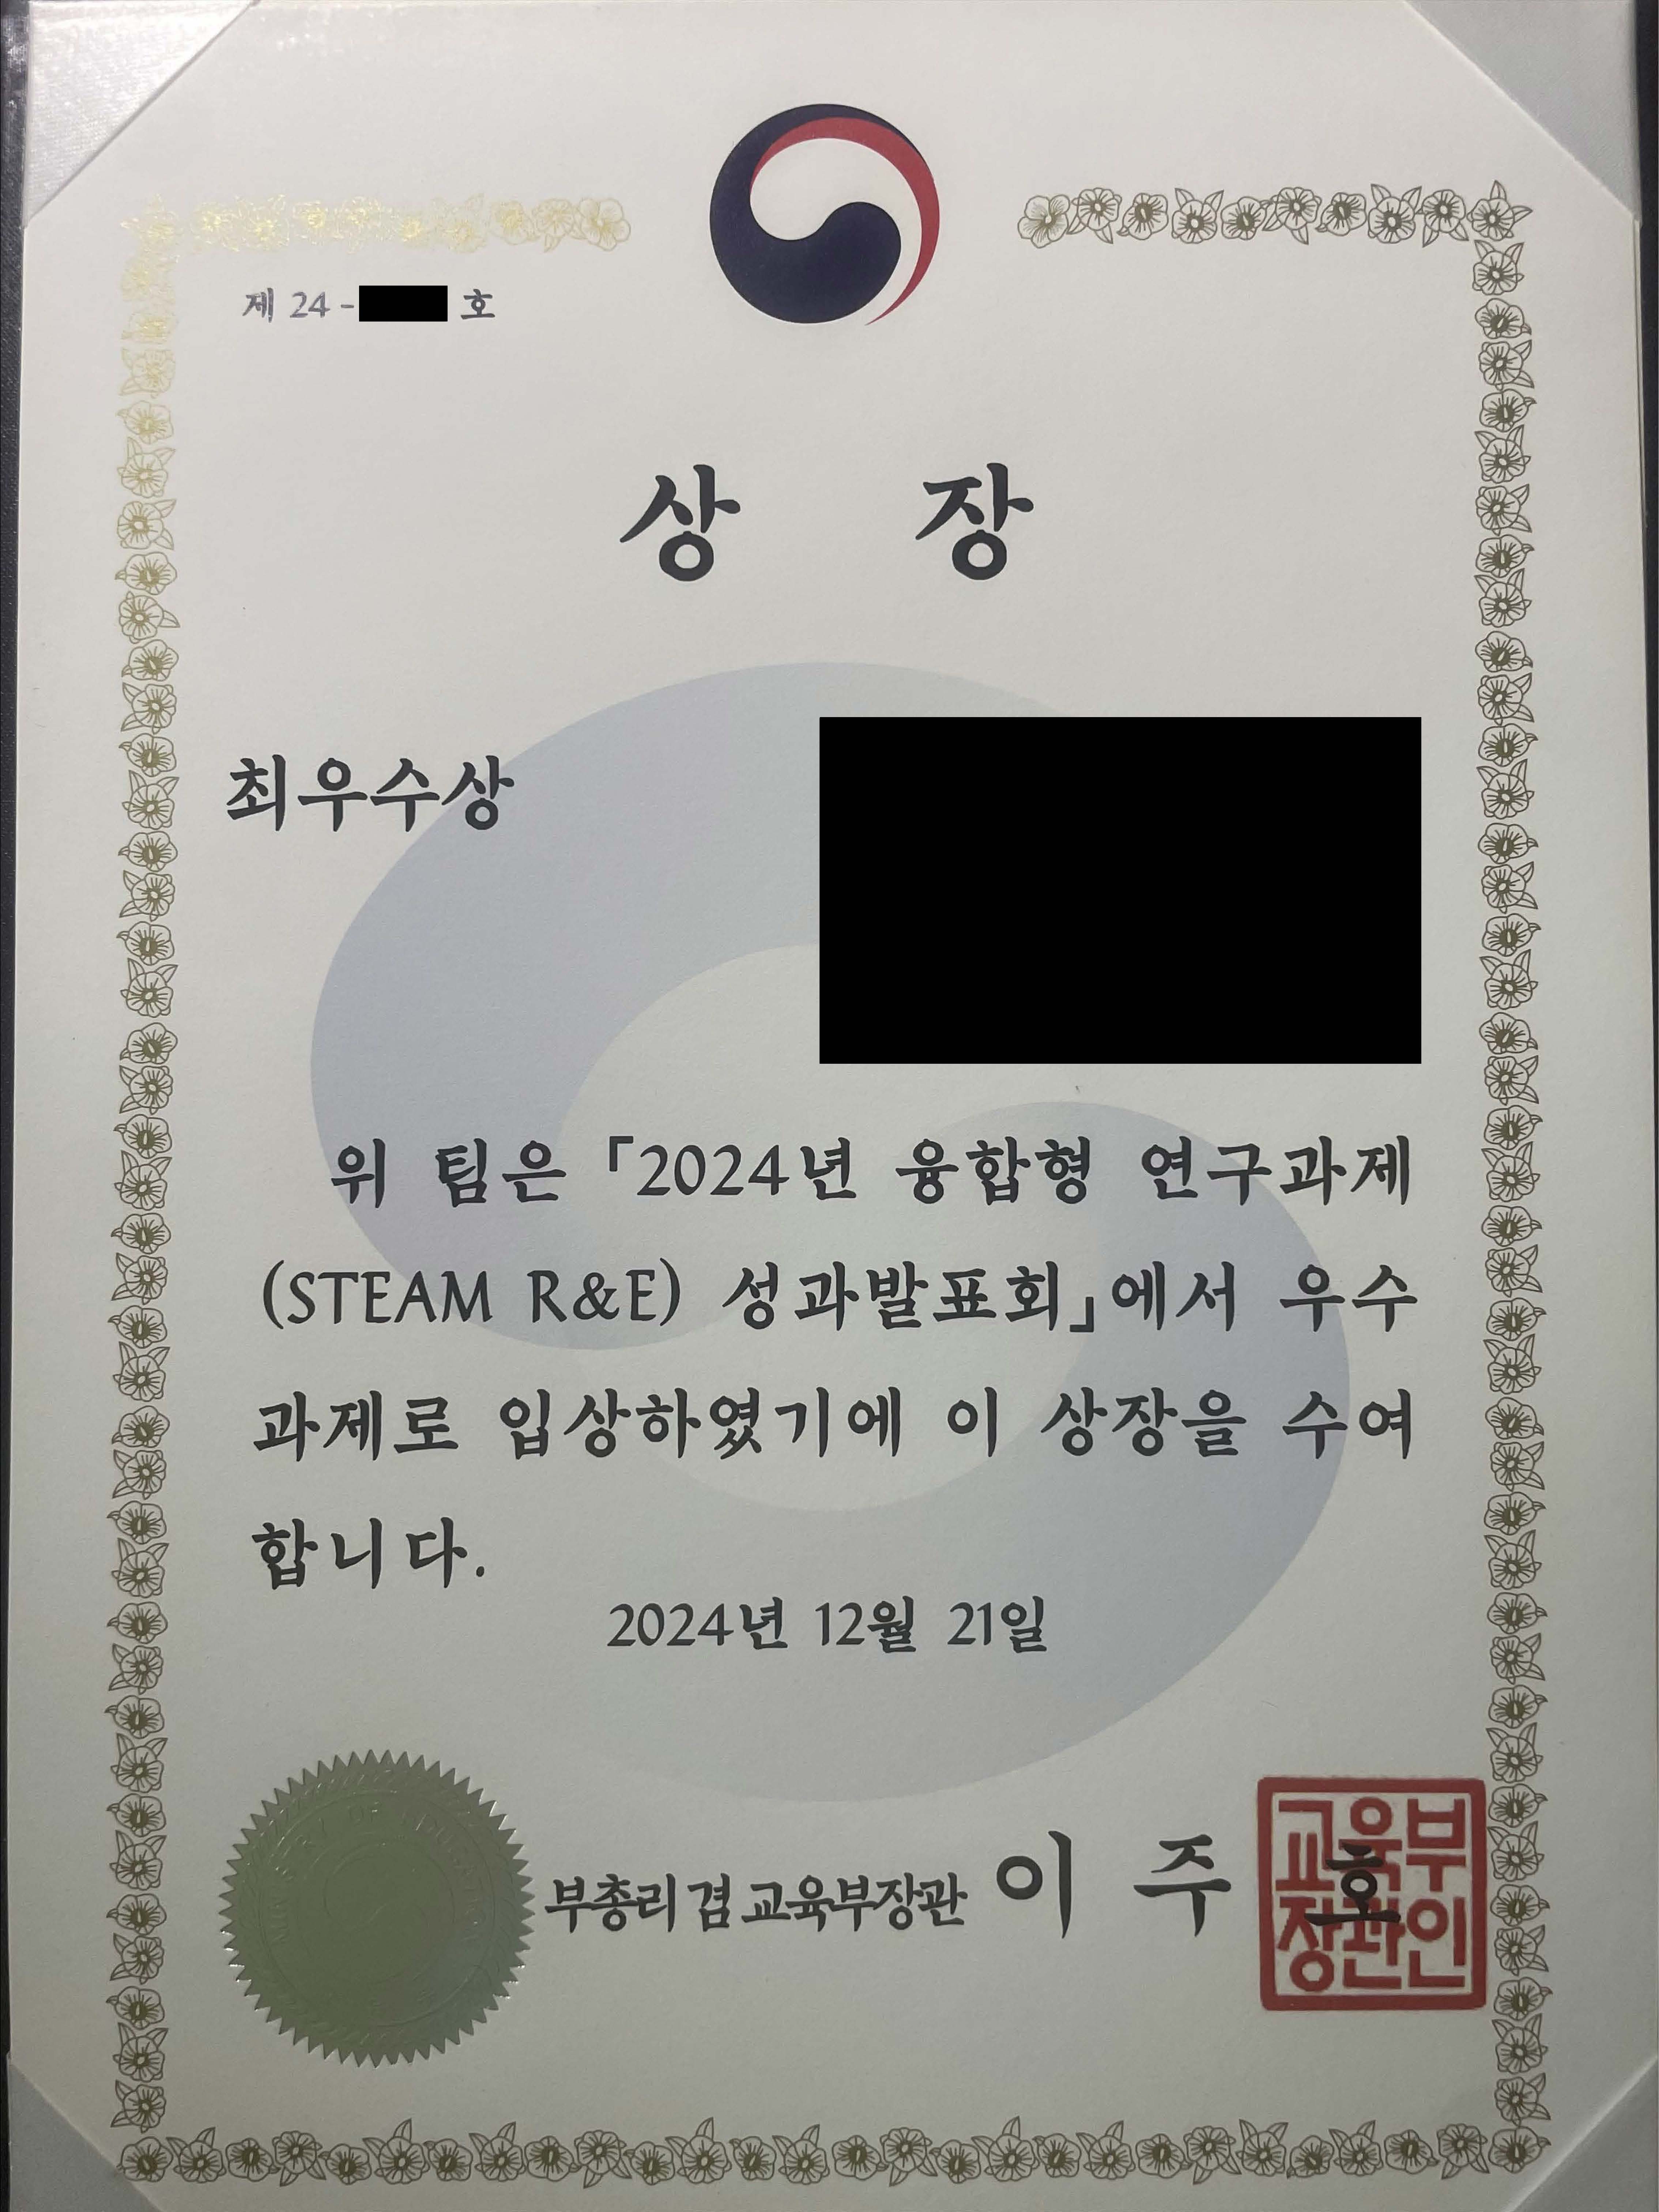 제 24 - 호
상 장
최우수상
위 팀은 「2024년 융합형 연구과제
(STEAM R&E) 성과발표회」에서 우수
과제로 입상하였기에 이 상장을 수여
합니다.
2024년 12월 21일
MINISTRY OF EDUCATION
부총리 겸 교육부장관 이 주 호
교육부
장관인